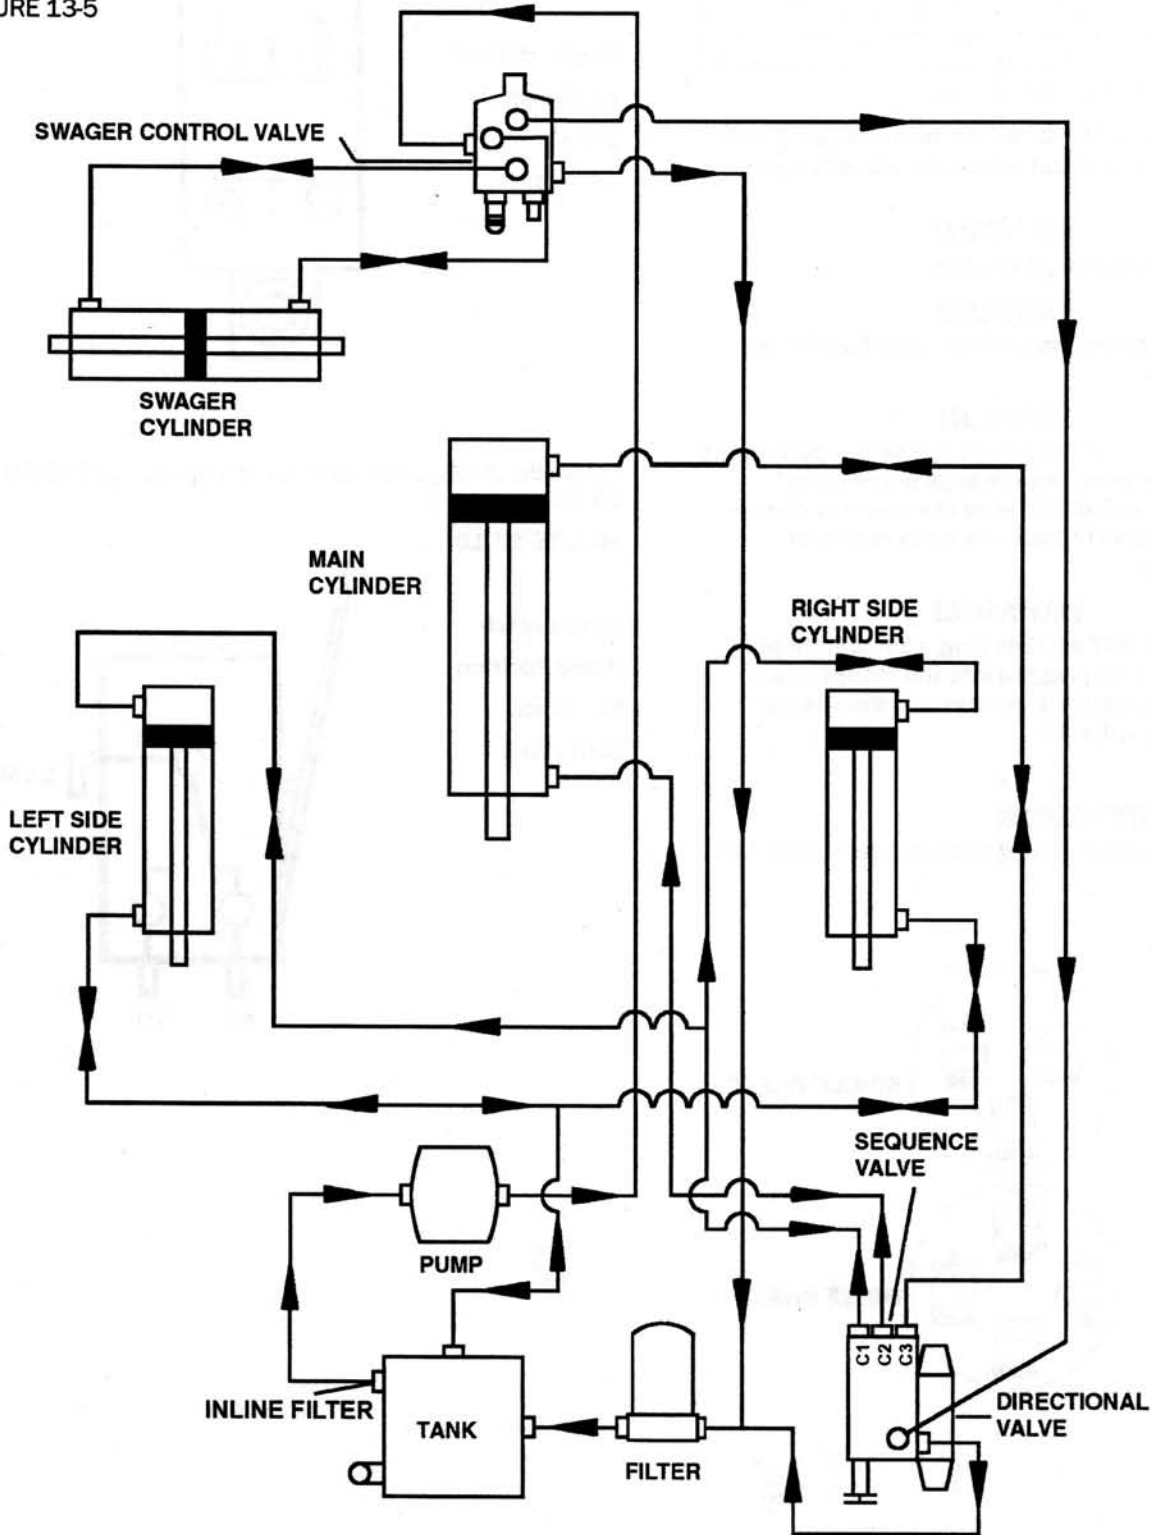 URE 13-5
SWAGER CONTROL VALVE
SWAGER
CYLINDER
MAIN
CYLINDER
RIGHT SIDE
CYLINDER
LEFT SIDE
CYLINDER
SEQUENCE
VALVE
PUMP
C1
C2
C3
INLINE FILTER
TANK
FILTER
DIRECTIONAL
VALVE